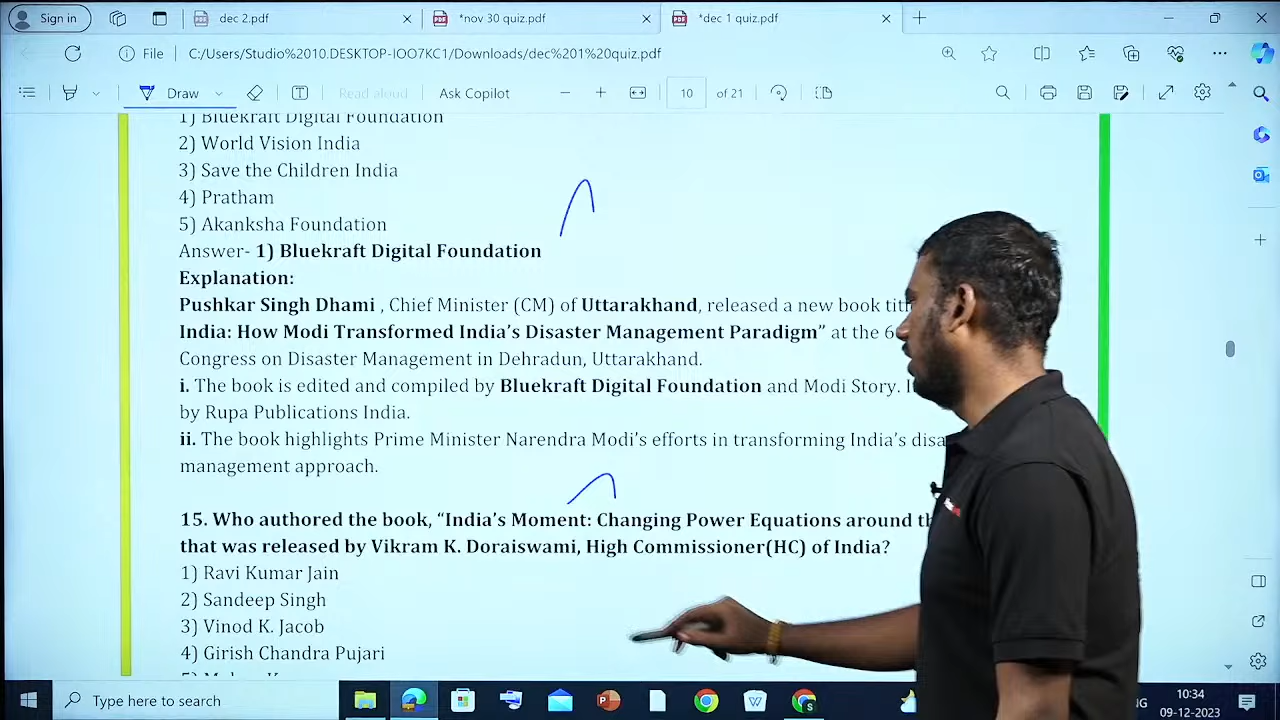 Sign in
dec 2.pdf
*nov 30 quiz.pdf
*dec 1 quiz.pdf
File
C:/Users/Studio%2010.DESKTOP-IOO7KC1/Downloads/dec%201%20quiz.pdf
Draw
Read aloud
Ask Copilot
10
of 21
1) Bluekraft Digital Foundation
2) World Vision India
3) Save the Children India
4) Pratham
5) Akanksha Foundation
Answer- 1) Bluekraft Digital Foundation
Explanation:
Pushkar Singh Dhami , Chief Minister (CM) of Uttarakhand, released a new book
India: How Modi Transformed India's Disaster Management Paradigm” at the
Congress on Disaster Management in Dehradun, Uttarakhand.
i. The book is edited and compiled by Bluekraft Digital Foundation and Modi Story.
by Rupa Publications India.
ii. The book highlights Prime Minister Narendra Modi's efforts in transforming India's
management approach.
15. Who authored the book, “India's Moment: Changing Power Equations around
that was released by Vikram K. Doraiswami, High Commissioner(HC) of India?
1) Ravi Kumar Jain
2) Sandeep Singh
3) Vinod K. Jacob
4) Girish Chandra Pujari
Type here to search
10:34
09-12-2023